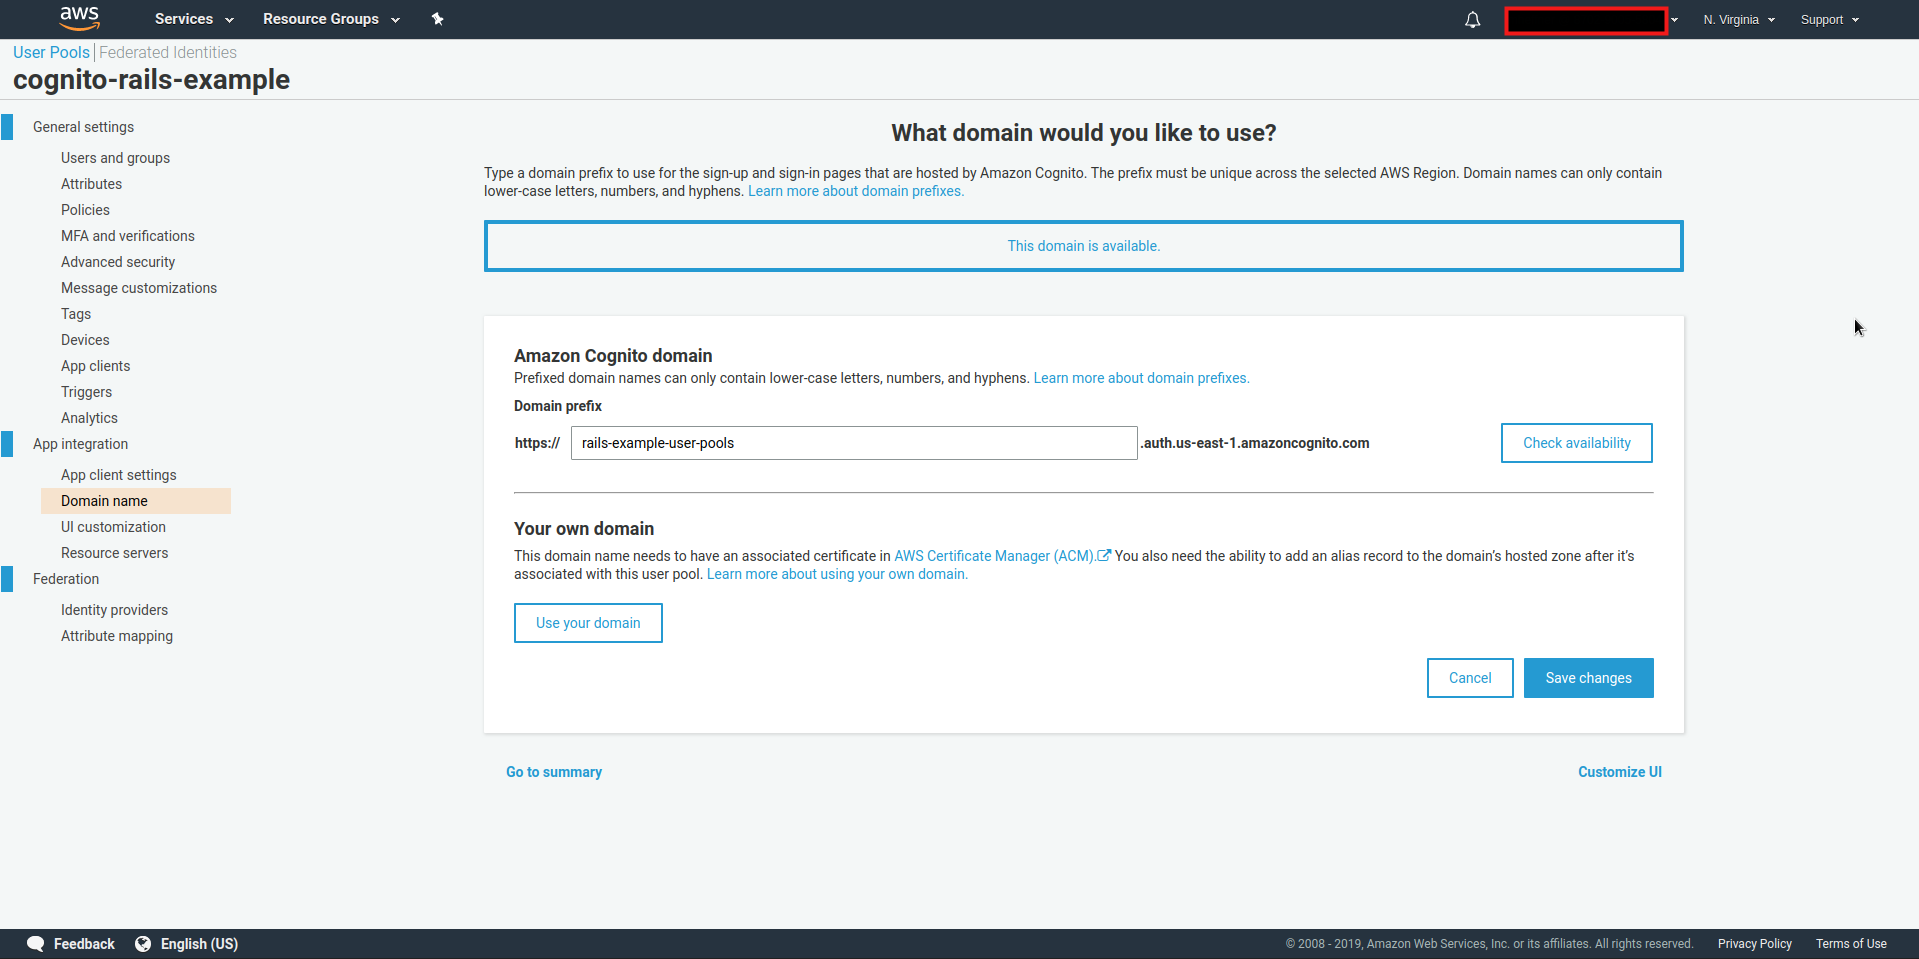 aws Services Resource Groups N. Virginia Support
User Pools Federated Identities
cognito-rails-example
General settings
Users and groups
Attributes
Policies
MFA and verifications
Advanced security
Message customizations
Tags
Devices
App clients
Triggers
Analytics
App integration
App client settings
Domain name
UI customization
Resource servers
Federation
Identity providers
Attribute mapping
What domain would you like to use?
Type a domain prefix to use for the sign-up and sign-in pages that are hosted by Amazon Cognito. The prefix must be unique across the selected AWS Region. Domain names can only contain
lower-case letters, numbers, and hyphens. Learn more about domain prefixes.
This domain is available.
Amazon Cognito domain
Prefixed domain names can only contain lower-case letters, numbers, and hyphens. Learn more about domain prefixes.
Domain prefix
https:// rails-example-user-pools .auth.us-east-1.amazoncognito.com Check availability
Your own domain
This domain name needs to have an associated certificate in AWS Certificate Manager (ACM). You also need the ability to add an alias record to the domain's hosted zone after it's
associated with this user pool. Learn more about using your own domain.
Use your domain
Cancel Save changes
Go to summary Customize UI
Feedback English (US) © 2008 - 2019, Amazon Web Services, Inc. or its affiliates. All rights reserved. Privacy Policy Terms of Use